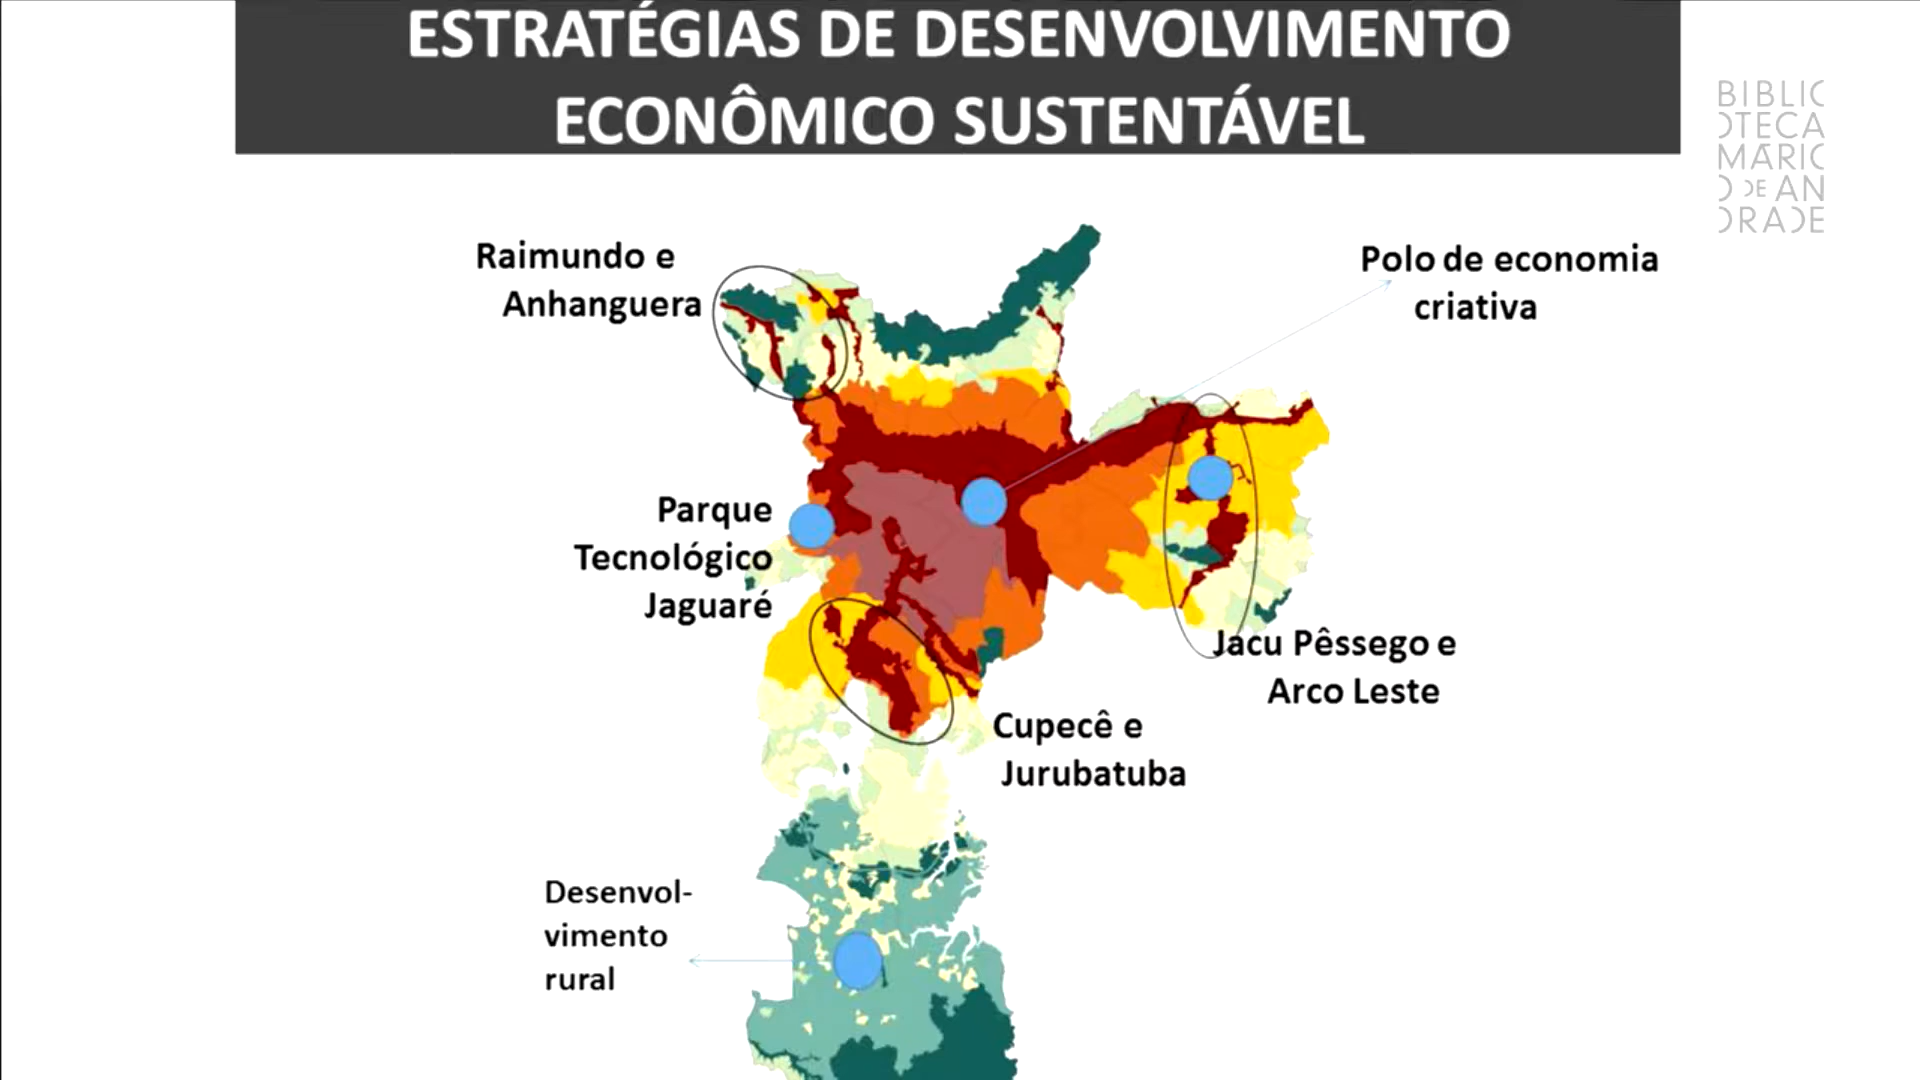 ESTRATÉGIAS DE DESENVOLVIMENTO
ECONÔMICO SUSTENTÁVEL
BIBLIO
OTECA
MÁRIO
O DE AN
DRADE
Raimundo e
Anhanguera
Polo de economia
criativa
Parque
Tecnológico
Jaguaré
Jacu Pêssego e
Arco Leste
Cupecê e
Jurubatuba
Desenvol-
vimento
rural